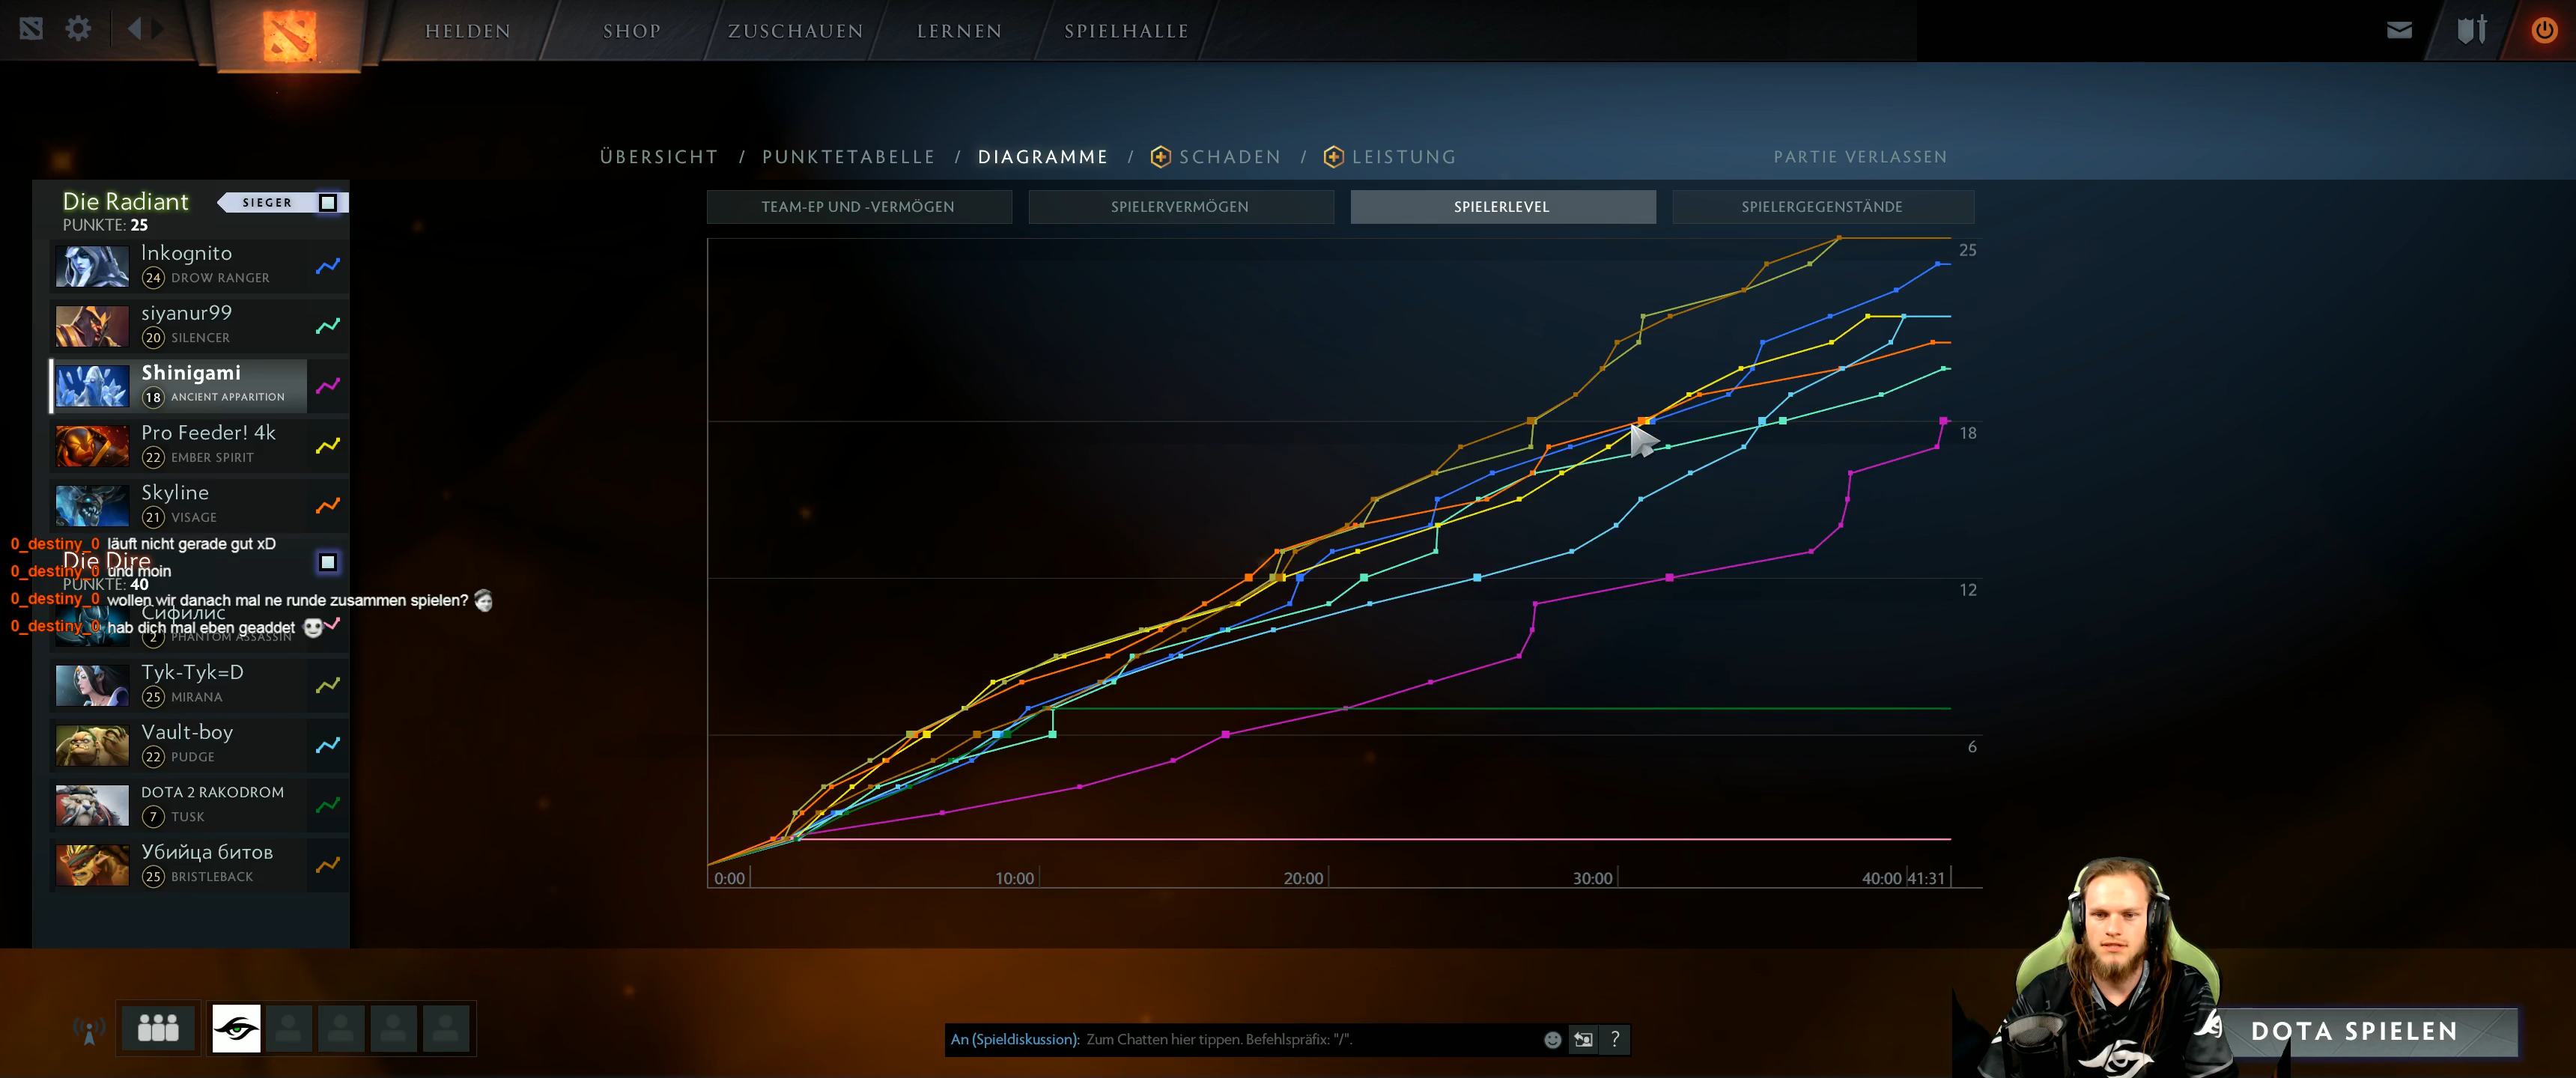 HELDEN
SHOP
ZUSCHAUEN
LERNEN
SPIELHALLE
ÜBERSICHT / PUNKTETABELLE / DIAGRAMME / SCHADEN / LEISTUNG
PARTIE VERLASSEN
TEAM-EP UND -VERMÖGEN
SPIELERVERMÖGEN
SPIELERLEVEL
SPIELERGEGENSTÄNDE
Die Radiant
SIEGER
PUNKTE: 25
Inkognito
24 DROW RANGER
siyanur99
20 SILENCER
Shinigami
18 ANCIENT APPARITION
Pro Feeder! 4k
22 EMBER SPIRIT
Skyline
21 VISAGE
0_destiny_0 läuft nicht gerade gut xD
Die Dire
0_destiny_0 und moin
PUNKTE: 40
0_destiny_0 wollen wir danach mal ne runde zusammen spielen?
Сифилис
0_destiny_0 hab dich mal eben geaddet
2 PHANTOM ASSASSIN
Tyk-Tyk=D
25 MIRANA
Vault-boy
22 PUDGE
DOTA 2 RAKODROM
7 TUSK
Убийца битов
25 BRISTLEBACK
25
18
12
6
0:00
10:00
20:00
30:00
40:00
41:31
An (Spieldiskussion): Zum Chatten hier tippen. Befehlspräfix: "/".
?
DOTA SPIELEN